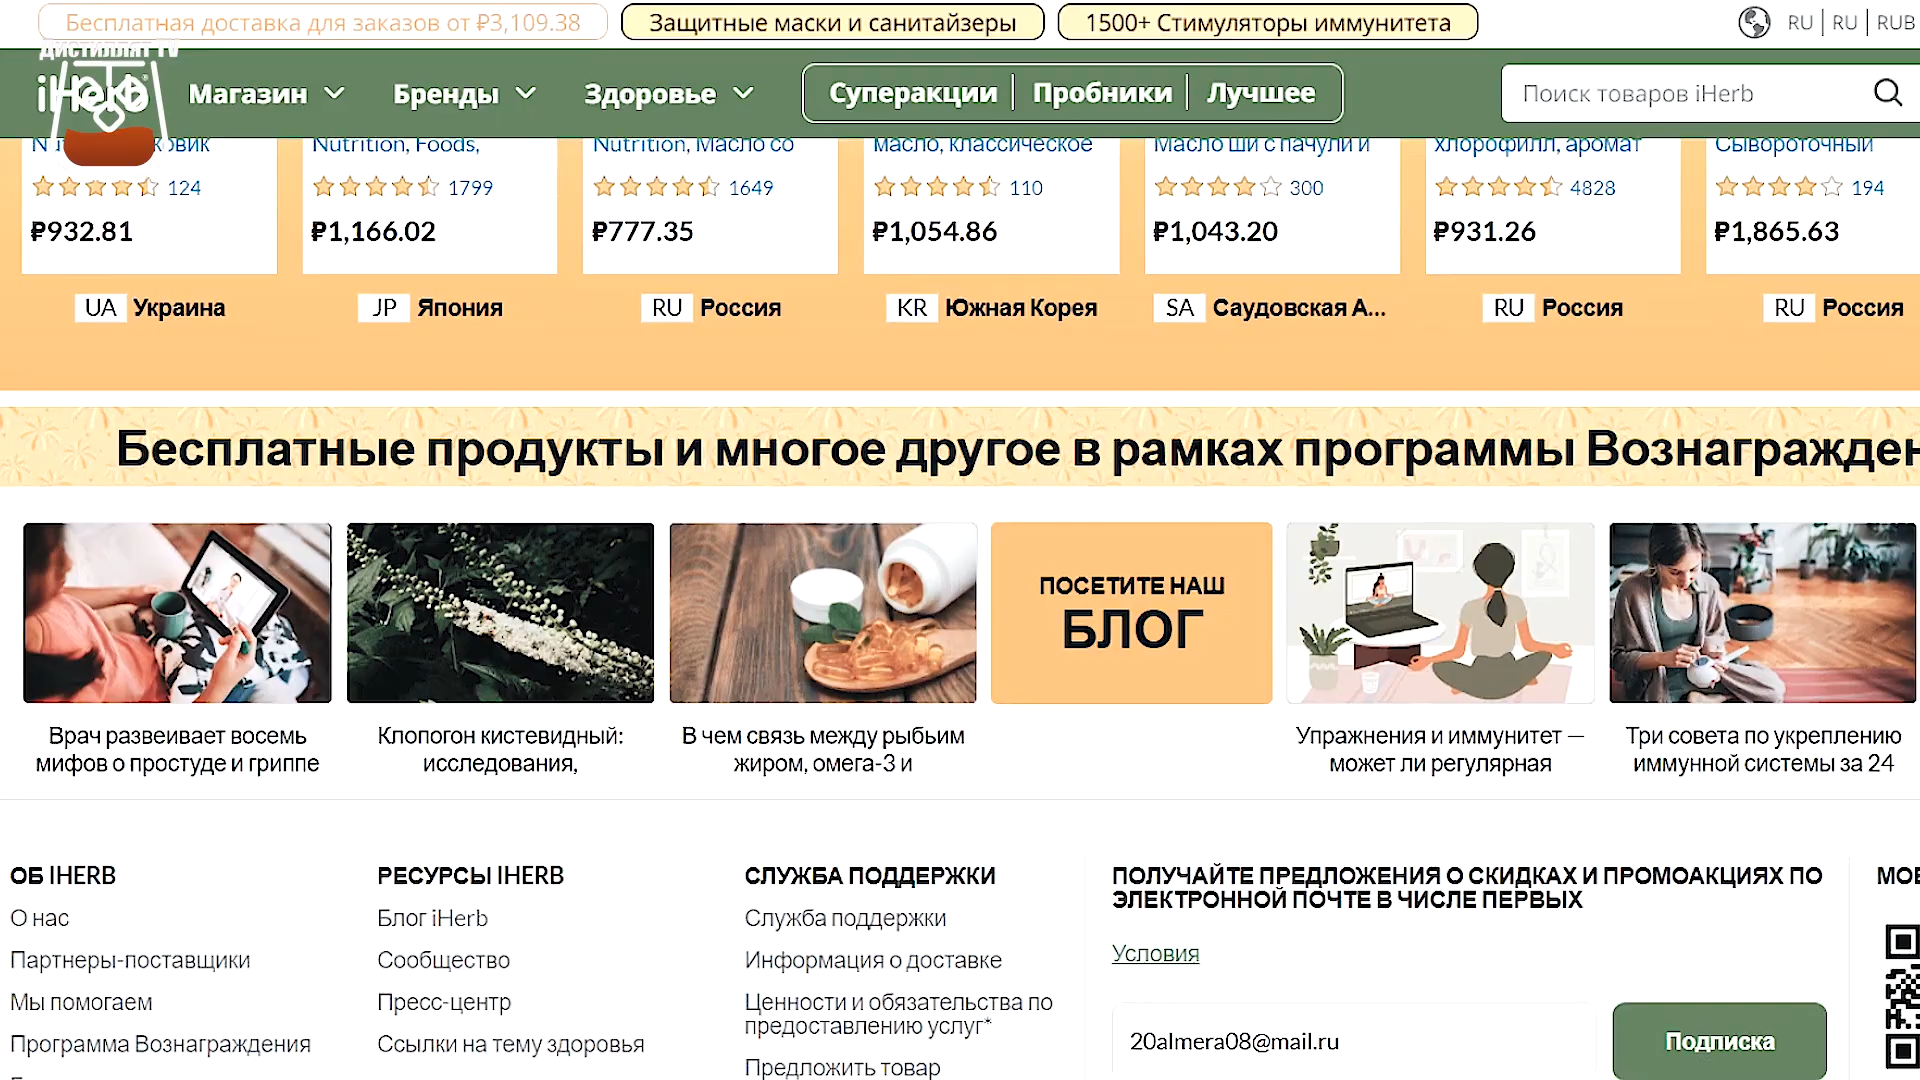 Бесплатная доставка для заказов от ₽3,109.38
Защитные маски и санитайзеры
1500+ Стимуляторы иммунитета
RU | RU | RUB
ДИСТИЛЛЯТ TV
iHerb
Магазин
Бренды
Здоровье
Суперакции
Пробники
Лучшее
Поиск товаров iHerb
Nutrition, Foods,
Nutrition, Масло со
масло, классическое
Масло ши с пачули и
хлорофилл, аромат
Сывороточный
124
1799
1649
110
300
4828
194
₽932.81
₽1,166.02
₽777.35
₽1,054.86
₽1,043.20
₽931.26
₽1,865.63
UA Украина
JP Япония
RU Россия
KR Южная Корея
SA Саудовская А...
RU Россия
RU Россия
Бесплатные продукты и многое другое в рамках программы Вознагражден
ПОСЕТИТЕ НАШ
БЛОГ
Врач развеивает восемь
мифов о простуде и гриппе
Клопогон кистевидный:
исследования,
В чем связь между рыбьим
жиром, омега-3 и
Упражнения и иммунитет —
может ли регулярная
Три совета по укреплению
иммунной системы за 24
ОБ IHERB
О нас
Партнеры-поставщики
Мы помогаем
Программа Вознаграждения
РЕСУРСЫ IHERB
Блог iHerb
Сообщество
Пресс-центр
Ссылки на тему здоровья
СЛУЖБА ПОДДЕРЖКИ
Служба поддержки
Информация о доставке
Ценности и обязательства по
предоставлению услуг*
Предложить товар
ПОЛУЧАЙТЕ ПРЕДЛОЖЕНИЯ О СКИДКАХ И ПРОМОАКЦИЯХ ПО
ЭЛЕКТРОННОЙ ПОЧТЕ В ЧИСЛЕ ПЕРВЫХ
Условия
20almera08@mail.ru
Подписка
МОБ